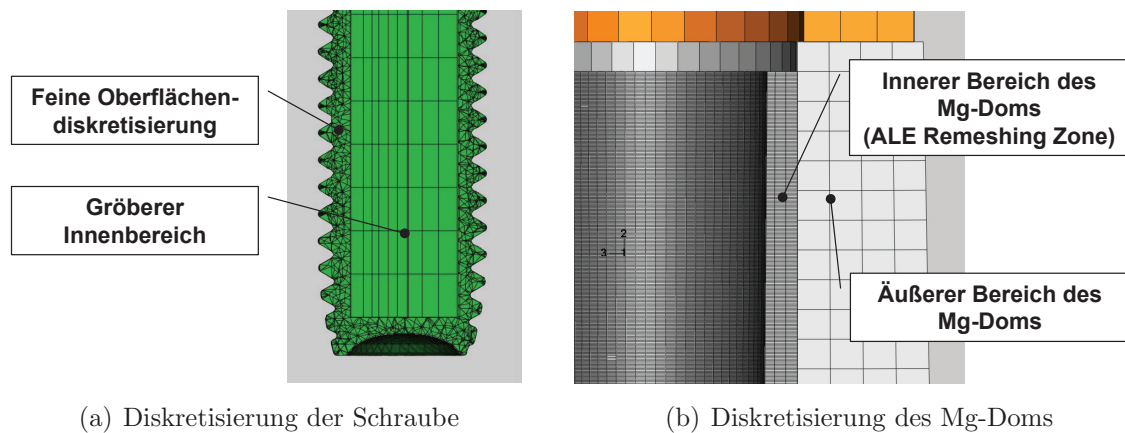 Feine Oberflächen-
diskretisierung
Gröberer
Innenbereich
(a) Diskretisierung der Schraube
Innerer Bereich des
Mg-Doms
(ALE Remeshing Zone)
2
3 1
Äußerer Bereich des
Mg-Doms
(b) Diskretisierung des Mg-Doms